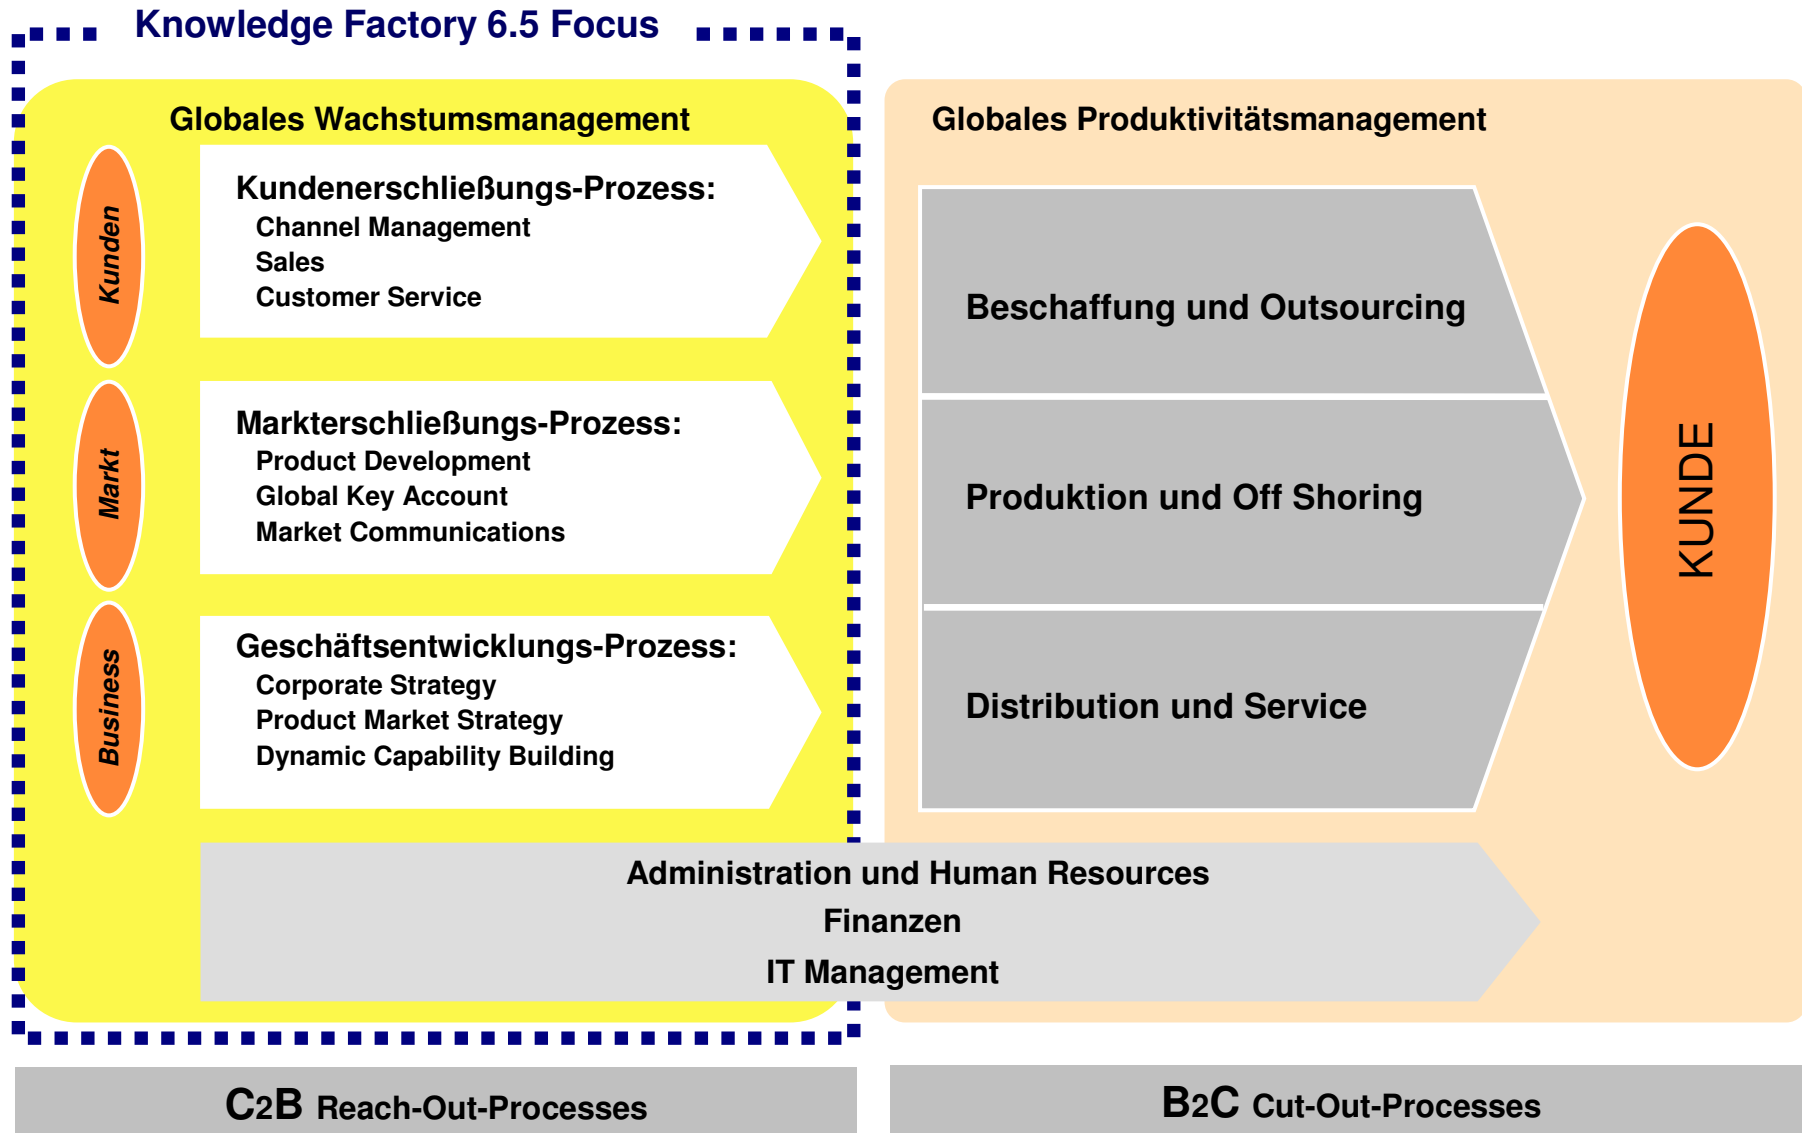 Knowledge Factory 6.5 Focus
Globales Wachstumsmanagement
Kunden
Kundenerschließungs-Prozess:
Channel Management
Sales
Customer Service
Markt
Markterschließungs-Prozess:
Product Development
Global Key Account
Market Communications
Business
Geschäftsentwicklungs-Prozess:
Corporate Strategy
Product Market Strategy
Dynamic Capability Building
Globales Produktivitätsmanagement
Beschaffung und Outsourcing
Produktion und Off Shoring
Distribution und Service
KUNDE
Administration und Human Resources
Finanzen
IT Management
C2B Reach-Out-Processes
B2C Cut-Out-Processes